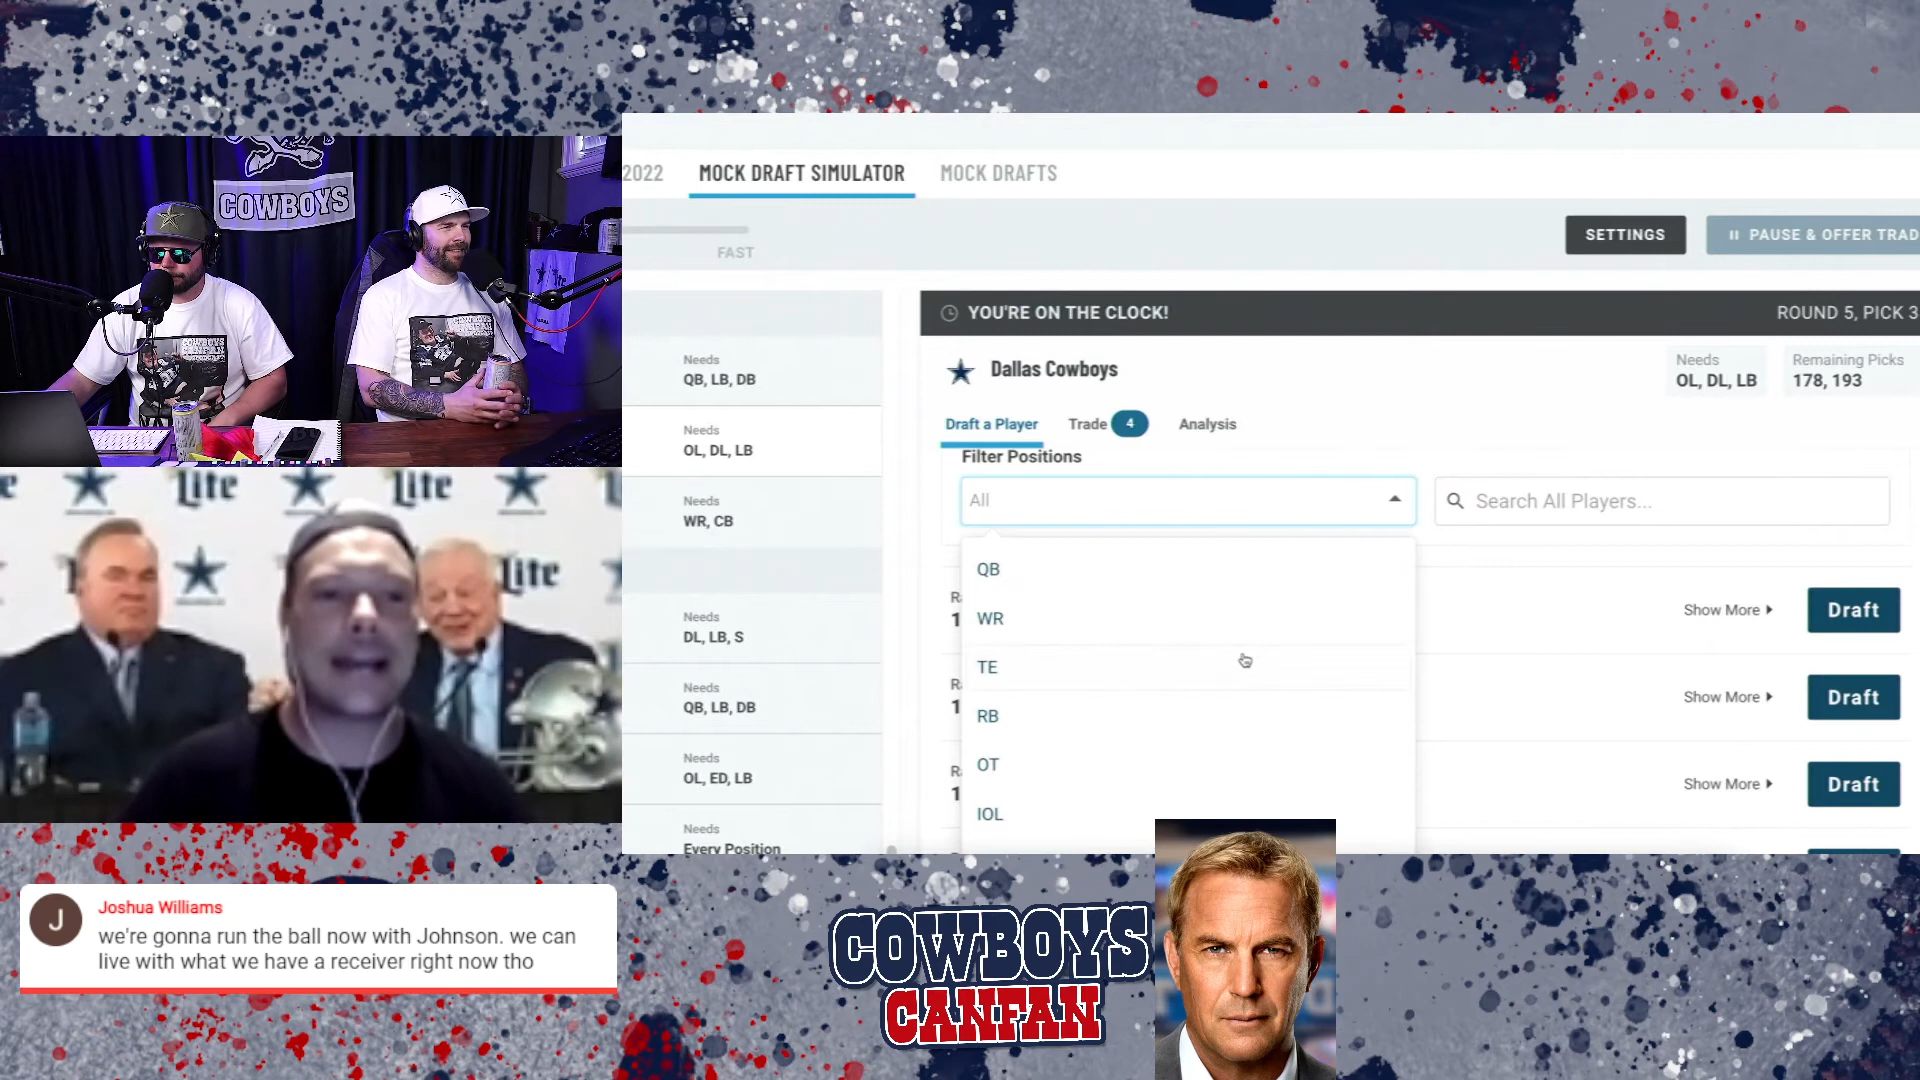 COWBOYS
Lite
Lite
Lite
2022
MOCK DRAFT SIMULATOR
MOCK DRAFTS
FAST
SETTINGS
PAUSE & OFFER TRAD
Needs
QB, LB, DB
Needs
OL, DL, LB
Needs
WR, CB
Needs
DL, LB, S
Needs
QB, LB, DB
Needs
OL, ED, LB
Needs
Every Position
YOU'RE ON THE CLOCK!
ROUND 5, PICK 3
Dallas Cowboys
Needs
OL, DL, LB
Remaining Picks
178, 193
Draft a Player
Trade 4
Analysis
Filter Positions
All
Search All Players...
QB
WR
TE
RB
OT
IOL
Show More
Draft
Show More
Draft
Show More
Draft
J
Joshua Williams
we're gonna run the ball now with Johnson. we can
live with what we have a receiver right now tho
COWBOYS
CANFAN